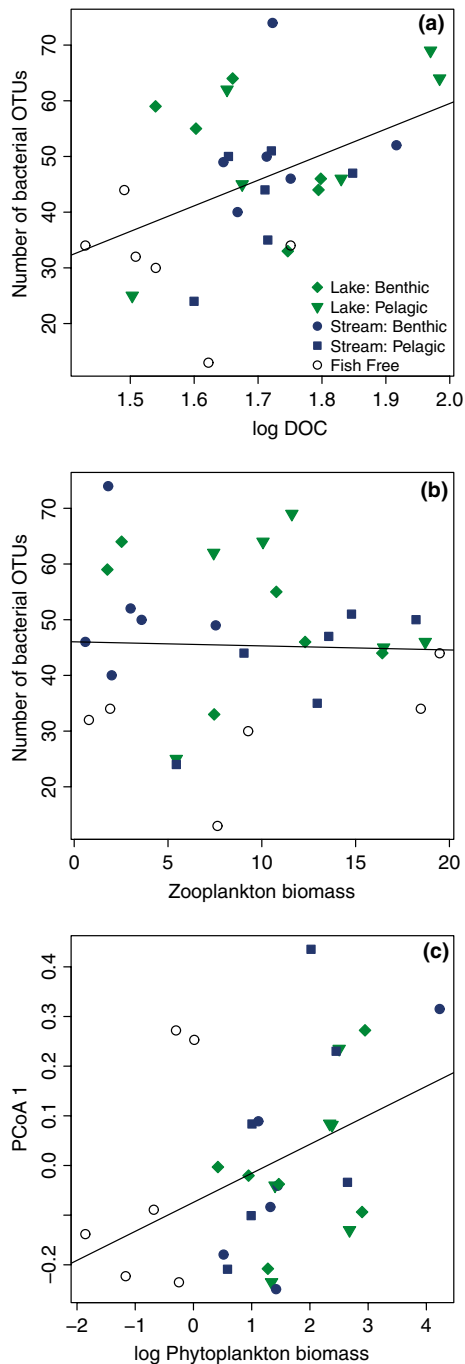 (a)
Number of bacterial OTUs
70
60
50
40
30
20
Lake: Benthic
Lake: Pelagic
Stream: Benthic
Stream: Pelagic
Fish Free
1.5 1.6 1.7 1.8 1.9 2.0
log DOC
(b)
Number of bacterial OTUs
70
60
50
40
30
20
0 5 10 15 20
Zooplankton biomass
(c)
PCoA 1
0.4
0.3
0.2
0.1
0.0
−0.2
−2 −1 0 1 2 3 4
log Phytoplankton biomass